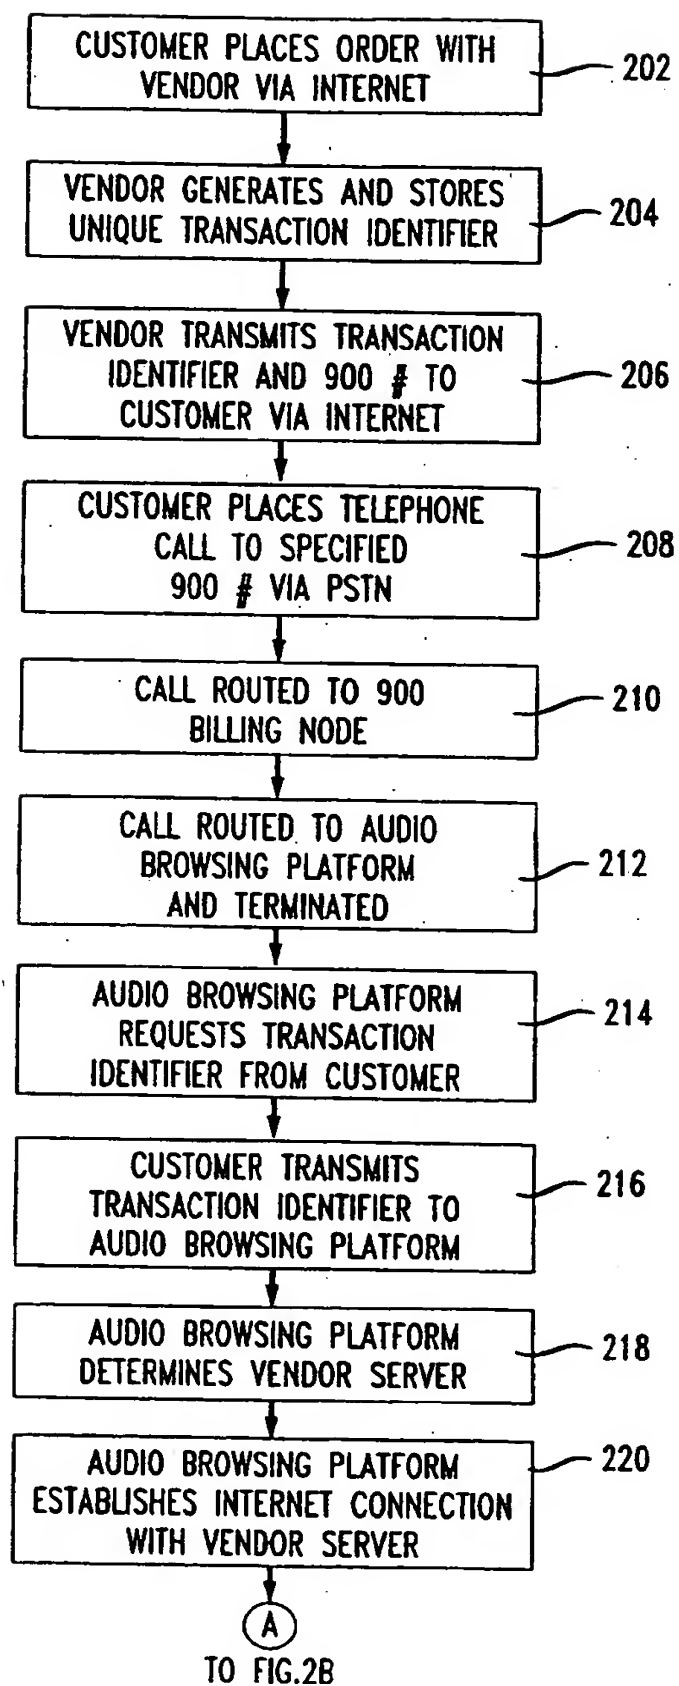 CUSTOMER PLACES ORDER WITH
VENDOR VIA INTERNET
202
VENDOR GENERATES AND STORES
UNIQUE TRANSACTION IDENTIFIER
204
VENDOR TRANSMITS TRANSACTION
IDENTIFIER AND 900 # TO
CUSTOMER VIA INTERNET
206
CUSTOMER PLACES TELEPHONE
CALL TO SPECIFIED
900 # VIA PSTN
208
CALL ROUTED TO 900
BILLING NODE
210
CALL ROUTED TO AUDIO
BROWSING PLATFORM
AND TERMINATED
212
AUDIO BROWSING PLATFORM
REQUESTS TRANSACTION
IDENTIFIER FROM CUSTOMER
214
CUSTOMER TRANSMITS
TRANSACTION IDENTIFIER TO
AUDIO BROWSING PLATFORM
216
AUDIO BROWSING PLATFORM
DETERMINES VENDOR SERVER
218
AUDIO BROWSING PLATFORM
ESTABLISHES INTERNET CONNECTION
WITH VENDOR SERVER
220
A
TO FIG.2B